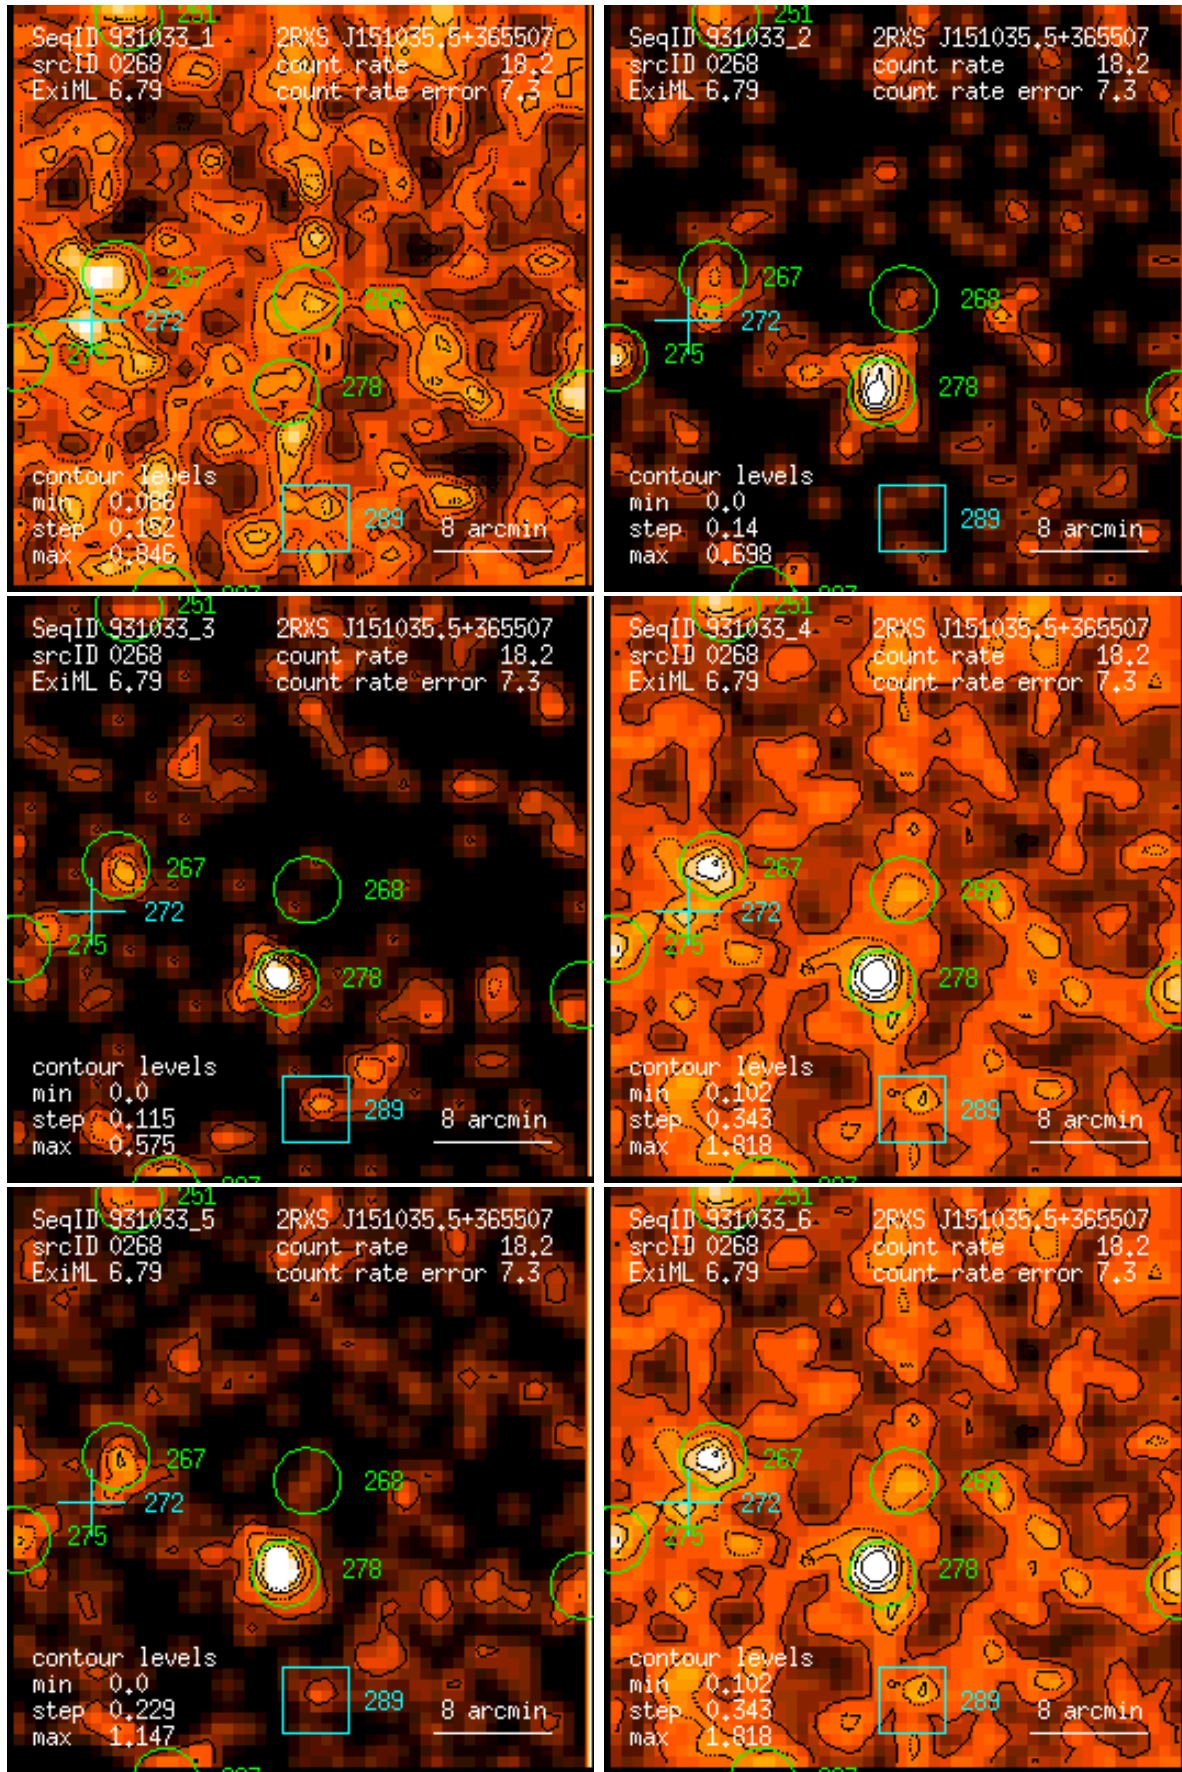 251
SeqID 931033_1 2RXS J151035.5+365507
srcID 0268 count rate 18.2
ExiML 6.79 count rate error 7.3
267
268
272
275
278
contour levels
min 0.086
289
step 0.152 8 arcmin
max 0.846
251
SeqID 931033_2 2RXS J151035.5+365507
srcID 0268 count rate 18.2
ExiML 6.79 count rate error 7.3
267
268
272
275
278
contour levels
min 0.0
289
step 0.14 8 arcmin
max 0.698
251
SeqID 931033_3 2RXS J151035.5+365507
srcID 0268 count rate 18.2
ExiML 6.79 count rate error 7.3
267
268
272
275
278
contour levels
min 0.0
289
step 0.115 8 arcmin
max 0.575
251
SeqID 931033_4 2RXS J151035.5+365507
srcID 0268 count rate 18.2
ExiML 6.79 count rate error 7.3
267
268
272
275
278
contour levels
min 0.102
289
step 0.343 8 arcmin
max 1.818
251
SeqID 931033_5 2RXS J151035.5+365507
srcID 0268 count rate 18.2
ExiML 6.79 count rate error 7.3
267
268
272
275
278
contour levels
min 0.0
289
step 0.229 8 arcmin
max 1.147
251
SeqID 931033_6 2RXS J151035.5+365507
srcID 0268 count rate 18.2
ExiML 6.79 count rate error 7.3
267
268
272
275
278
contour levels
min 0.102
289
step 0.343 8 arcmin
max 1.818